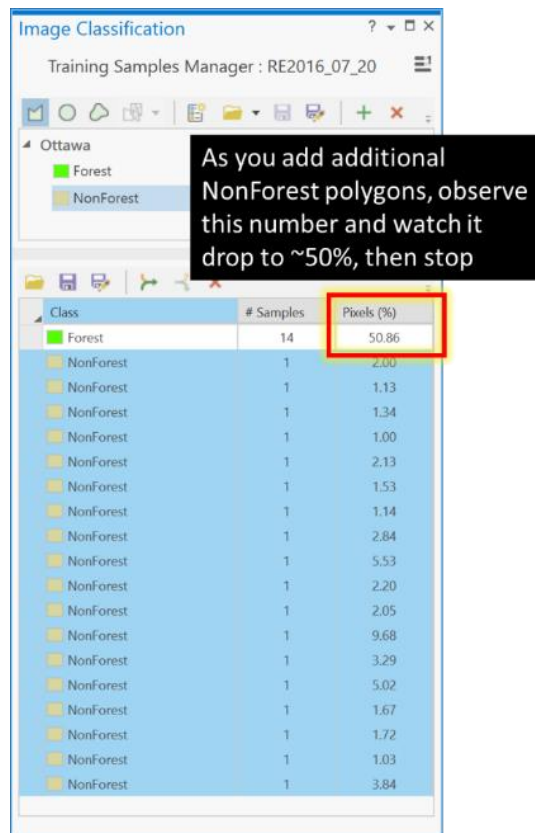 Image Classification
Training Samples Manager : RE2016_07_20
Ottawa
Forest
NonForest
As you add additional
NonForest polygons, observe
this number and watch it
drop to ~50%, then stop
Class # Samples Pixels (%)
Forest 14 50.86
NonForest 1 2.00
NonForest 1 1.13
NonForest 1 1.34
NonForest 1 1.00
NonForest 1 2.13
NonForest 1 1.53
NonForest 1 1.14
NonForest 1 2.84
NonForest 1 5.53
NonForest 1 2.20
NonForest 1 2.05
NonForest 1 9.68
NonForest 1 3.29
NonForest 1 5.02
NonForest 1 1.67
NonForest 1 1.72
NonForest 1 1.03
NonForest 1 3.84